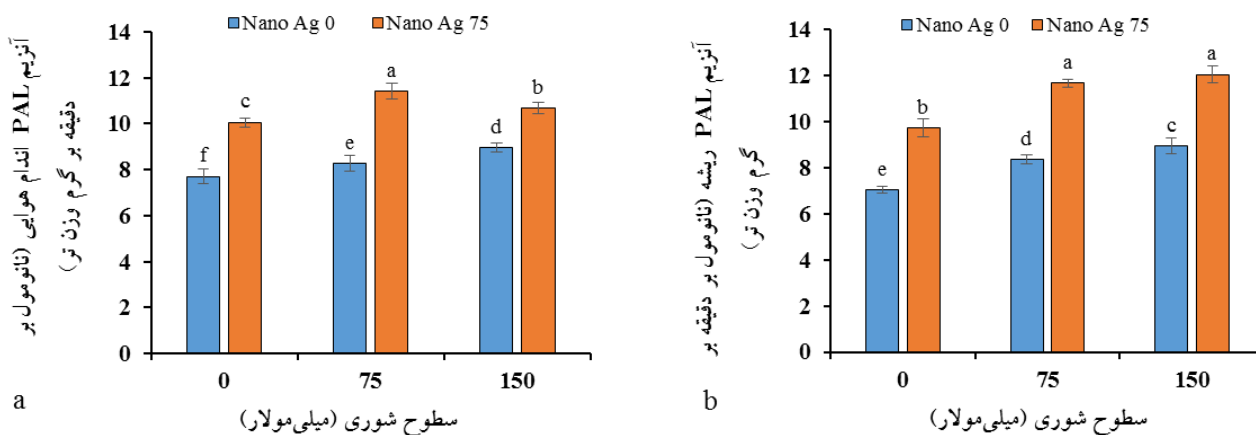 Nano Ag 0 Nano Ag 75
آنزیم PAL اندام هوایی (نانومول بر
دقیقه بر گرم وزن تر)
14
12
10
8
6
4
2
0
f
c
e
a
d
b
0 75 150
سطوح شوری (میلی‌مولار)
a
Nano Ag 0 Nano Ag 75
آنزیم PAL ریشه (نانومول بر دقیقه بر
گرم وزن تر)
14
12
10
8
6
4
2
0
e
b
d
a
c
a
0 75 150
سطوح شوری (میلی‌مولار)
b